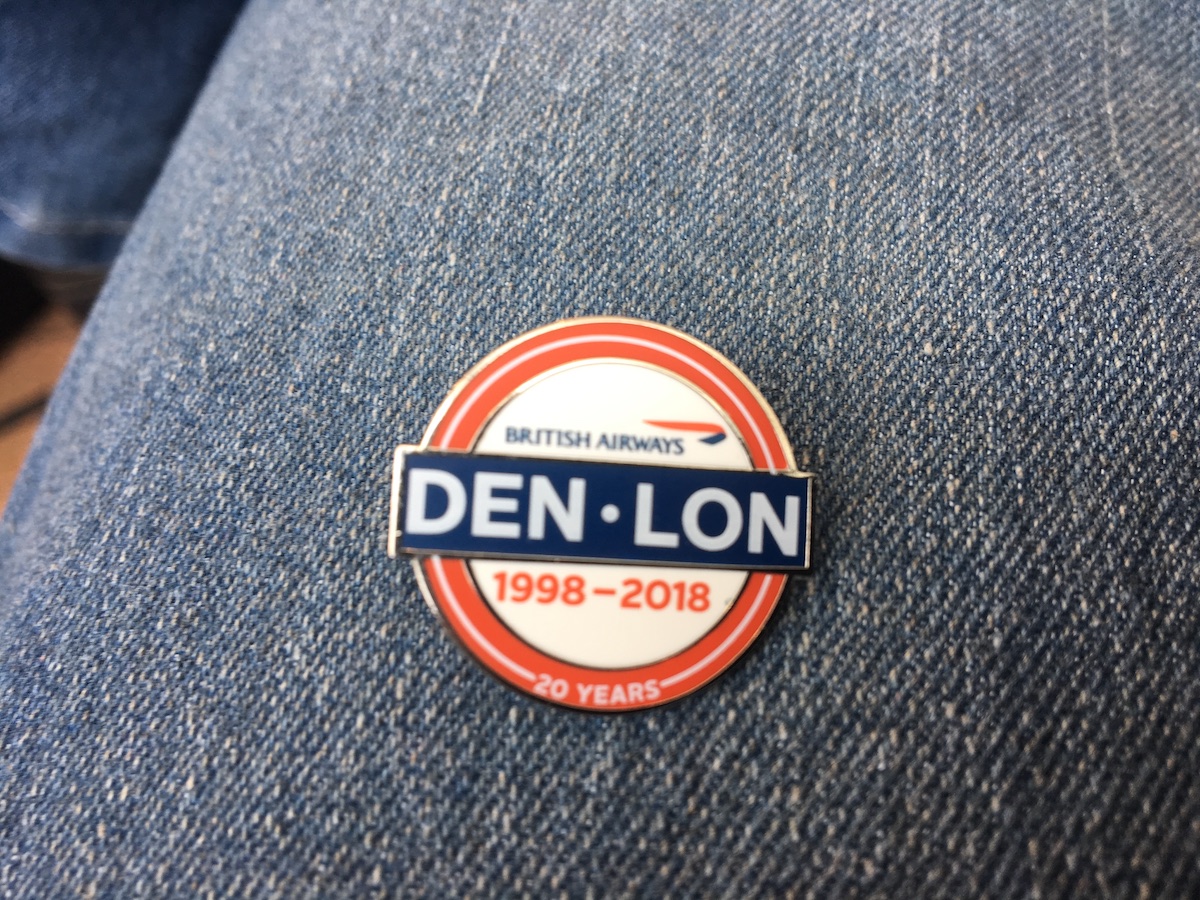 BRITISH AIRWAYS
DEN·LON
1998–2018
20 YEARS